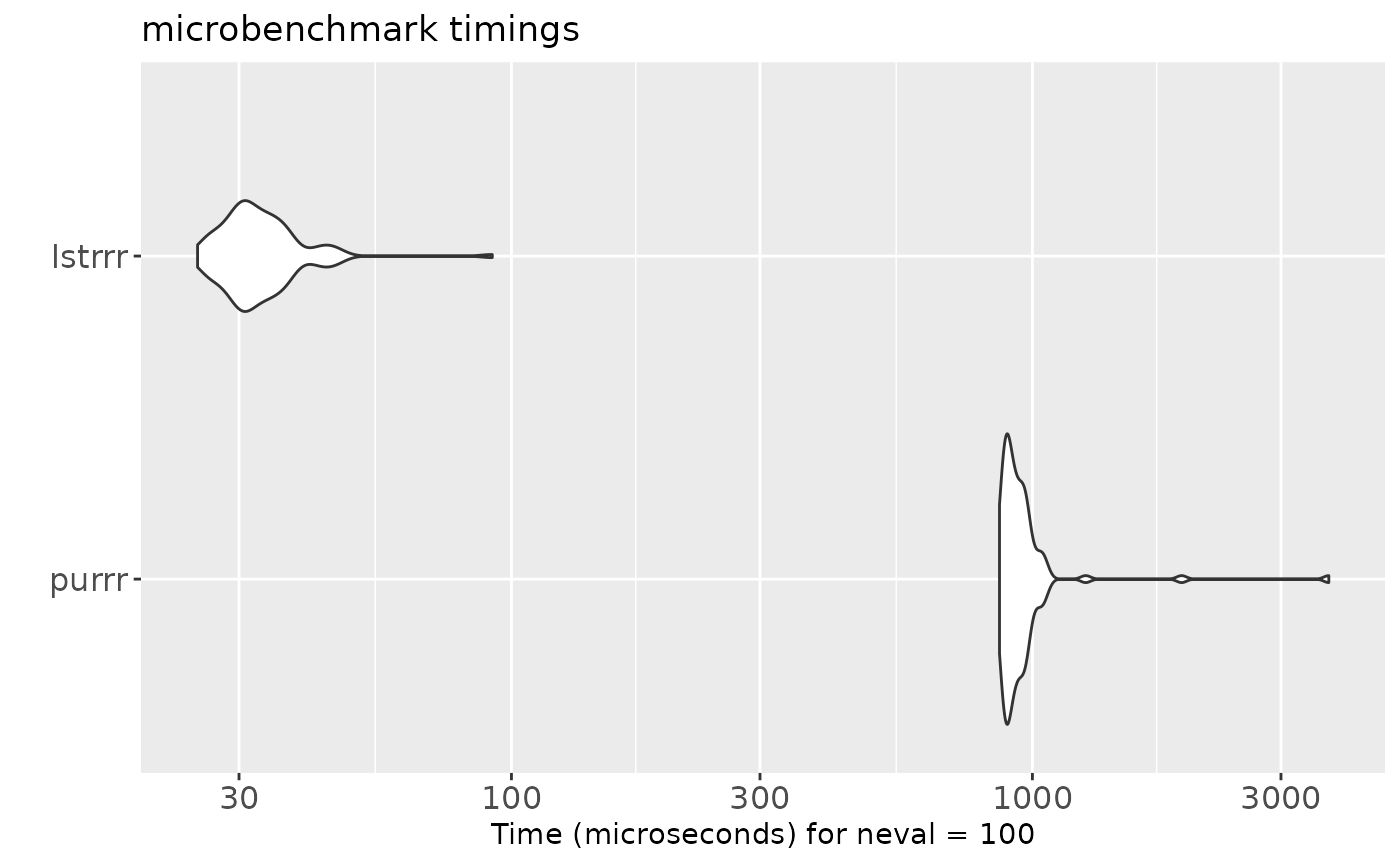 microbenchmark timings
lstrrr
purrr
30 100 300 1000 3000
Time (microseconds) for neval = 100